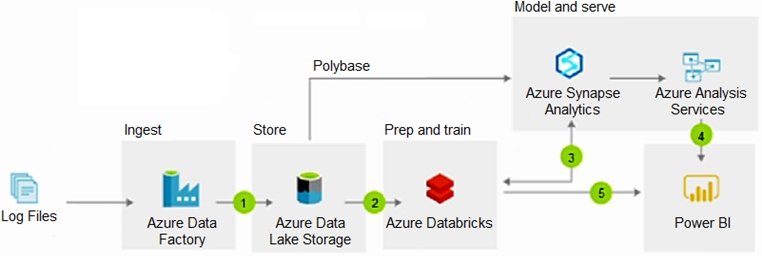 Model and serve
Polybase
Azure Synapse
Analytics
Azure Analysis
Services
Ingest
Store
Prep and train
3
4
Log Files
1
2
5
Azure Data
Factory
Azure Data
Lake Storage
Azure Databricks
Power BI